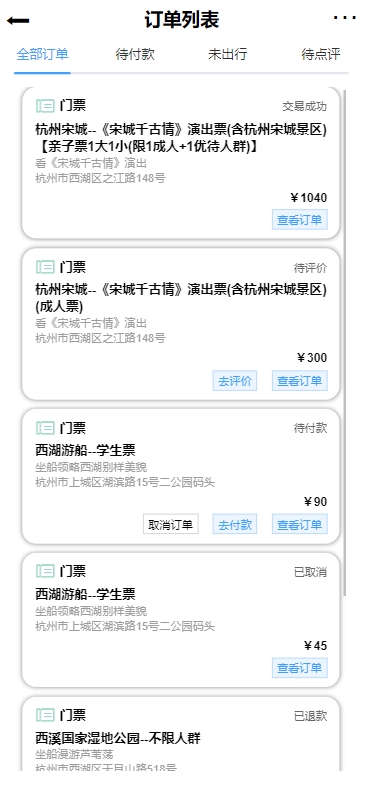 订单列表
全部订单 待付款 未出行 待点评
门票 交易成功
杭州宋城--《宋城千古情》演出票(含杭州宋城景区)
【亲子票1大1小(限1成人+1优待人群)】
看《宋城千古情》演出
杭州市西湖区之江路148号
￥1040
查看订单
门票 待评价
杭州宋城--《宋城千古情》演出票(含杭州宋城景区)
(成人票)
看《宋城千古情》演出
杭州市西湖区之江路148号
￥300
去评价 查看订单
门票 待付款
西湖游船--学生票
坐船领略西湖别样美貌
杭州市上城区湖滨路15号二公园码头
￥90
取消订单 去付款 查看订单
门票 已取消
西湖游船--学生票
坐船领略西湖别样美貌
杭州市上城区湖滨路15号二公园码头
￥45
查看订单
门票 已退款
西溪国家湿地公园--不限人群
坐船漫游芦苇荡
杭州市西湖区天目山路518号